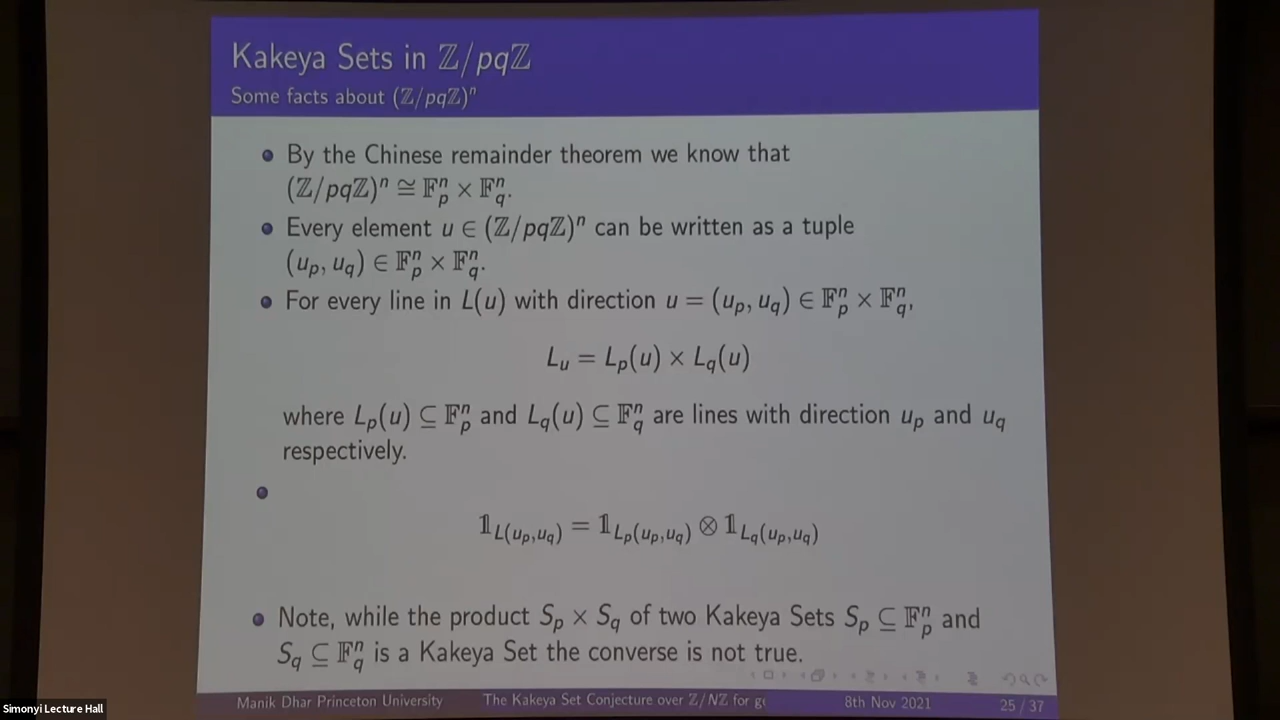 Kakeya Sets in ℤ/pqℤ
Some facts about (ℤ/pqℤ)ⁿ
By the Chinese remainder theorem we know that
(ℤ/pqℤ)ⁿ ≅ 𝔽ₚⁿ × 𝔽_qⁿ.
Every element u ∈ (ℤ/pqℤ)ⁿ can be written as a tuple
(uₚ, u_q) ∈ 𝔽ₚⁿ × 𝔽_qⁿ.
For every line in L(u) with direction u = (uₚ, u_q) ∈ 𝔽ₚⁿ × 𝔽_qⁿ,
Lᵤ = Lₚ(u) × L_q(u)
where Lₚ(u) ⊆ 𝔽ₚⁿ and L_q(u) ⊆ 𝔽_qⁿ are lines with direction uₚ and u_q
respectively.
𝟙_{L(uₚ,u_q)} = 𝟙_{Lₚ(uₚ,u_q)} ⊗ 𝟙_{L_q(uₚ,u_q)}
Note, while the product Sₚ × S_q of two Kakeya Sets Sₚ ⊆ 𝔽ₚⁿ and
S_q ⊆ 𝔽_qⁿ is a Kakeya Set the converse is not true.
Manik Dhar Princeton University The Kakeya Set Conjecture over ℤ/Nℤ for 8th Nov 2021 25 / 37
Simonyi Lecture Hall